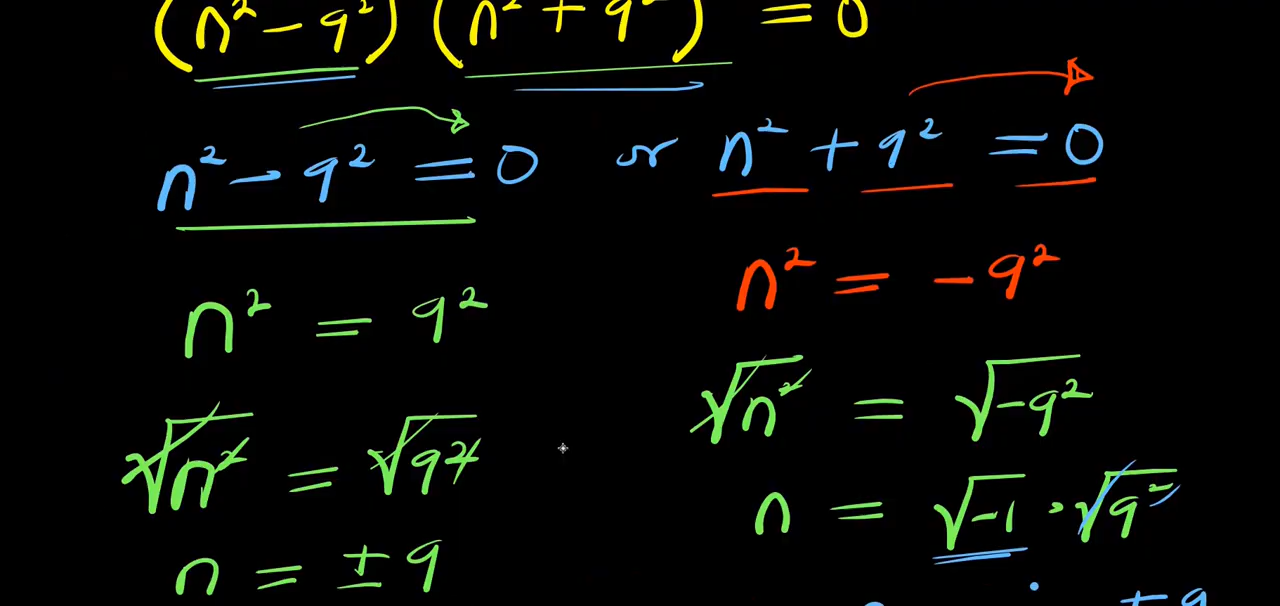 (n² - 9²) (n² + 9²) = 0
n² - 9² = 0 or n² + 9² = 0
n² = 9² n² = -9²
√n² = √9² √n² = √-9²
n = ±9 n = √-1 · √9²
± 9